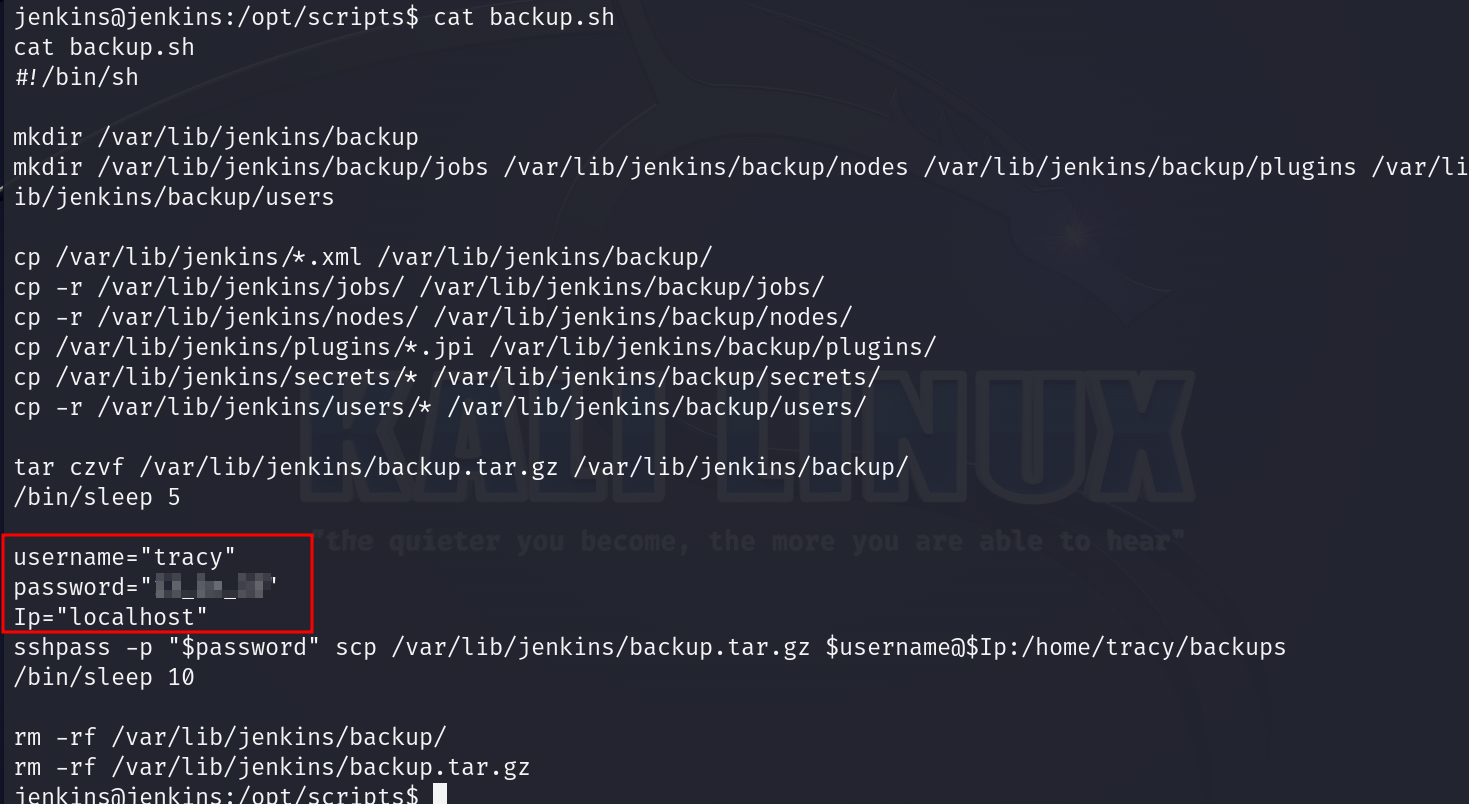 jenkins@jenkins:/opt/scripts$ cat backup.sh
cat backup.sh
#!/bin/sh
mkdir /var/lib/jenkins/backup
mkdir /var/lib/jenkins/backup/jobs /var/lib/jenkins/backup/nodes /var/lib/jenkins/backup/plugins /var/li
ib/jenkins/backup/users
cp /var/lib/jenkins/*.xml /var/lib/jenkins/backup/
cp -r /var/lib/jenkins/jobs/ /var/lib/jenkins/backup/jobs/
cp -r /var/lib/jenkins/nodes/ /var/lib/jenkins/backup/nodes/
cp /var/lib/jenkins/plugins/*.jpi /var/lib/jenkins/backup/plugins/
cp /var/lib/jenkins/secrets/* /var/lib/jenkins/backup/secrets/
cp -r /var/lib/jenkins/users/* /var/lib/jenkins/backup/users/
KALI LINUX
tar czvf /var/lib/jenkins/backup.tar.gz /var/lib/jenkins/backup/
/bin/sleep 5
"the quieter you become, the more you are able to hear"
username="tracy"
password="
Ip="localhost"
sshpass -p "$password" scp /var/lib/jenkins/backup.tar.gz $username@$Ip:/home/tracy/backups
/bin/sleep 10
rm -rf /var/lib/jenkins/backup/
rm -rf /var/lib/jenkins/backup.tar.gz
jenkins@jenkins:/opt/scripts$